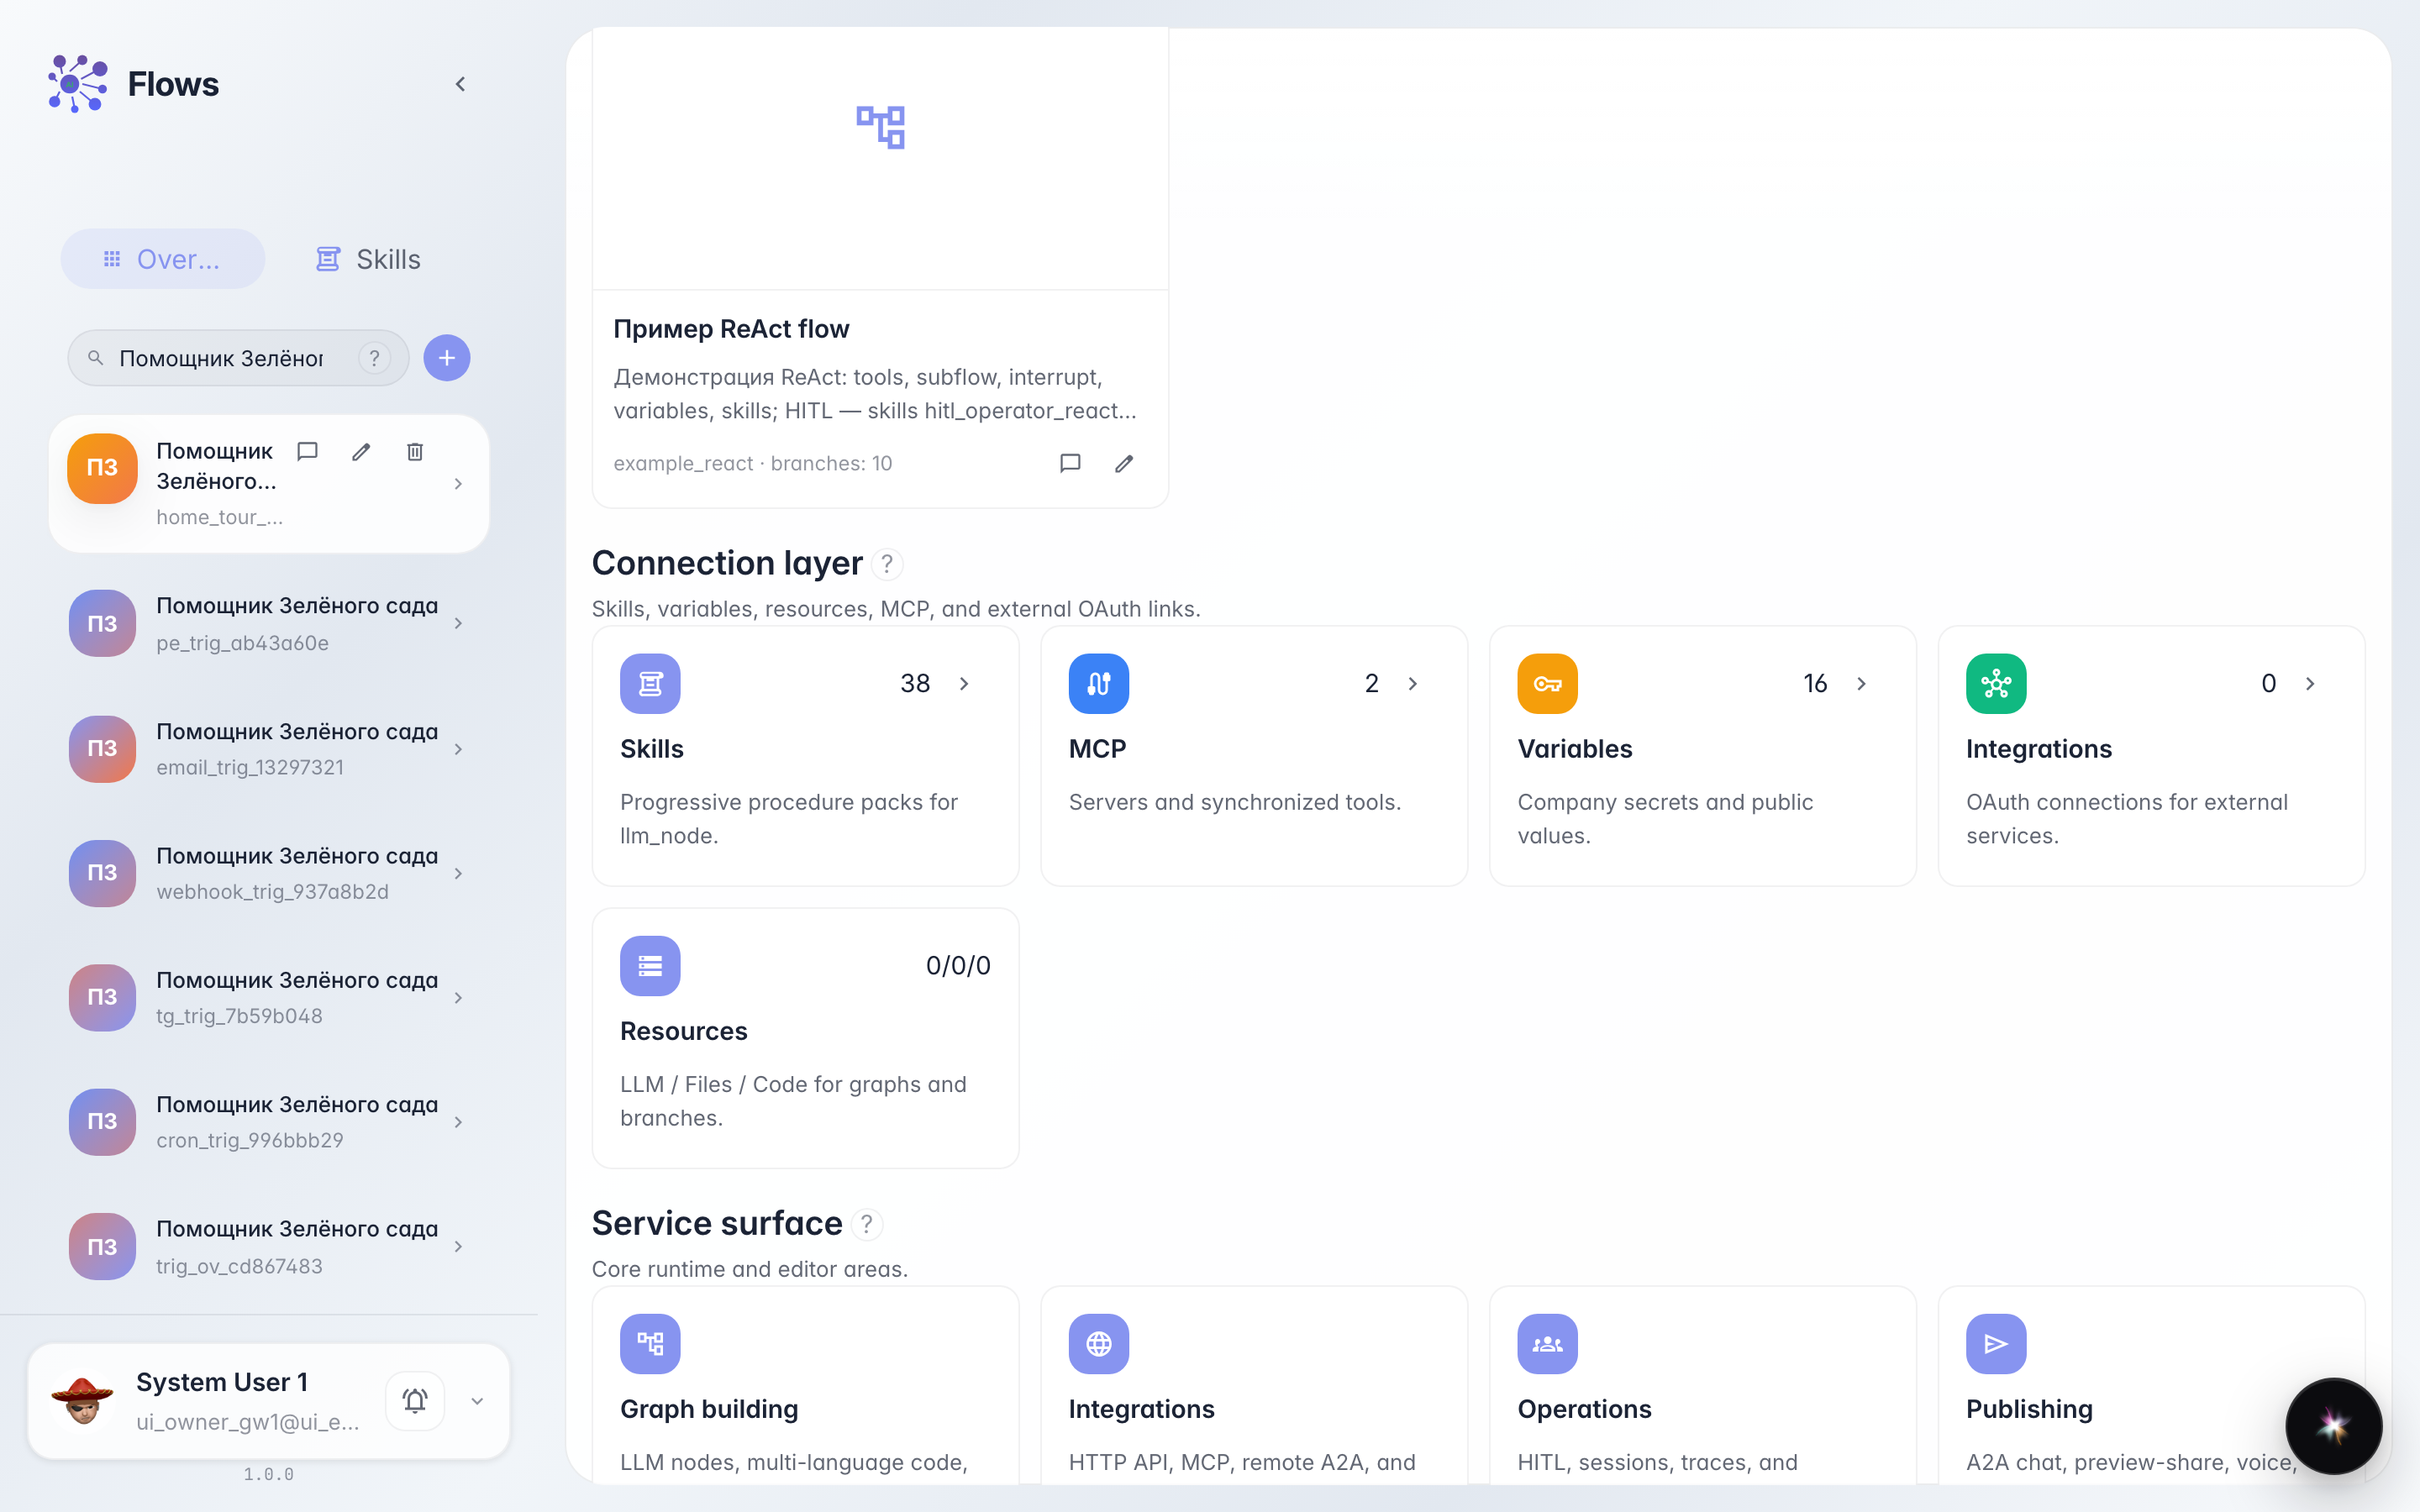 Flows
Over...
Skills
Помощник Зелёног
?
ПЗ
Помощник
Зелёного...
home_tour_...
ПЗ
Помощник Зелёного сада
pe_trig_ab43a60e
ПЗ
Помощник Зелёного сада
email_trig_13297321
ПЗ
Помощник Зелёного сада
webhook_trig_937a8b2d
ПЗ
Помощник Зелёного сада
tg_trig_7b59b048
ПЗ
Помощник Зелёного сада
cron_trig_996bbb29
ПЗ
Помощник Зелёного сада
trig_ov_cd867483
System User 1
ui_owner_gw1@ui_e...
1.0.0
Пример ReAct flow
Демонстрация ReAct: tools, subflow, interrupt,
variables, skills; HITL — skills hitl_operator_react...
example_react · branches: 10
Connection layer ?
Skills, variables, resources, MCP, and external OAuth links.
38
Skills
Progressive procedure packs for
llm_node.
2
MCP
Servers and synchronized tools.
16
Variables
Company secrets and public
values.
0
Integrations
OAuth connections for external
services.
0/0/0
Resources
LLM / Files / Code for graphs and
branches.
Service surface ?
Core runtime and editor areas.
Graph building
LLM nodes, multi-language code,
Integrations
HTTP API, MCP, remote A2A, and
Operations
HITL, sessions, traces, and
Publishing
A2A chat, preview-share, voice,